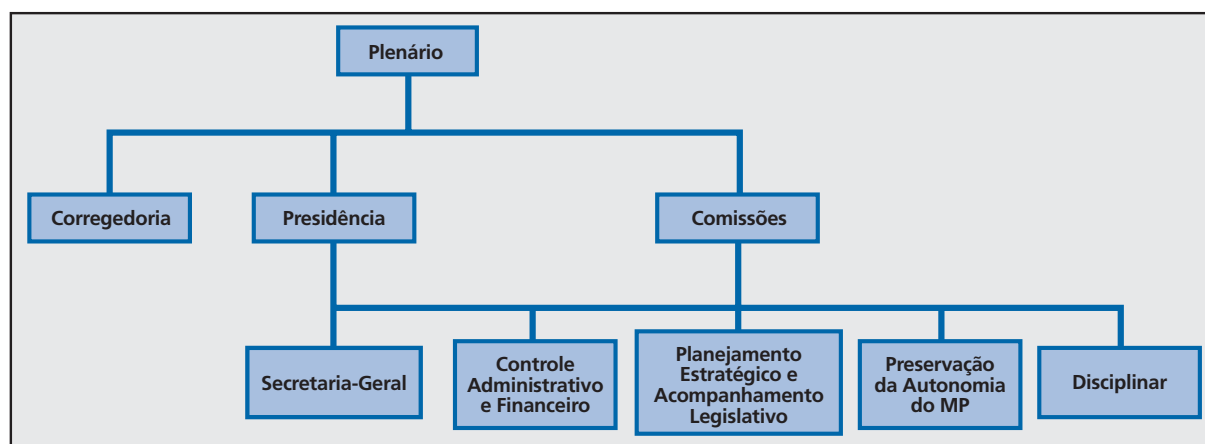 Plenário
Corregedoria
Presidência
Comissões
Secretaria-Geral
Controle
Administrativo
e Financeiro
Planejamento
Estratégico e
Acompanhamento
Legislativo
Preservação
da Autonomia
do MP
Disciplinar